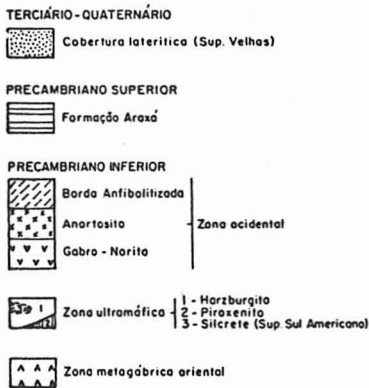 TERCIÁRIO-QUATERNÁRIO
Cobertura laterítica (Sup. Velhas)
PRECAMBRIANO SUPERIOR
Formação Araxá
PRECAMBRIANO INFERIOR
Borda Anfibolitizada
Anortosito
Gabro - Norito
Zona ocidental
Zona ultramáfica
1 - Harzburgito
2 - Piroxenito
3 - Silcrete (Sup. Sul Americana)
Zona metagábrica oriental